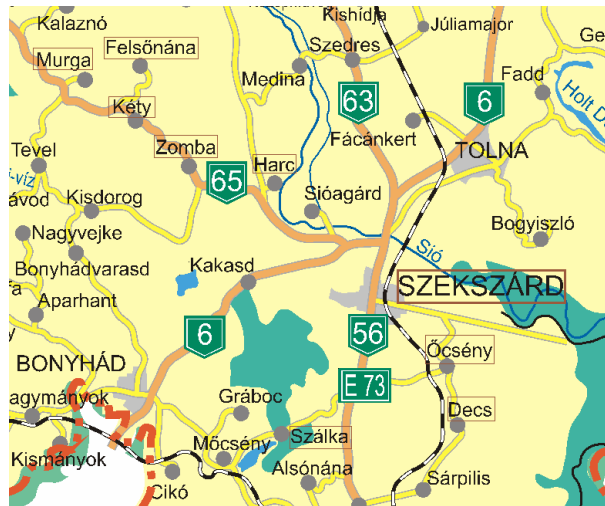 Kalaznó
Kishídja
Júliamajor
Felsőnána
Szedres
Murga
Medina
Fadd
63
6
Holt D
Kéty
Fácánkert
Tevel
Zomba
Harc
TOLNA
65
Kisdorog
Sióagárd
ávod
Nagyvejke
Bogyiszló
Sió
Bonyhádvarasd
Kakasd
SZEKSZÁRD
Aparhant
6
56
BONYHÁD
Őcsény
E 73
agymányok
Gráboc
Decs
Szálka
Mőcsény
Kismányok
Alsónána
Sárpilis
Cikó